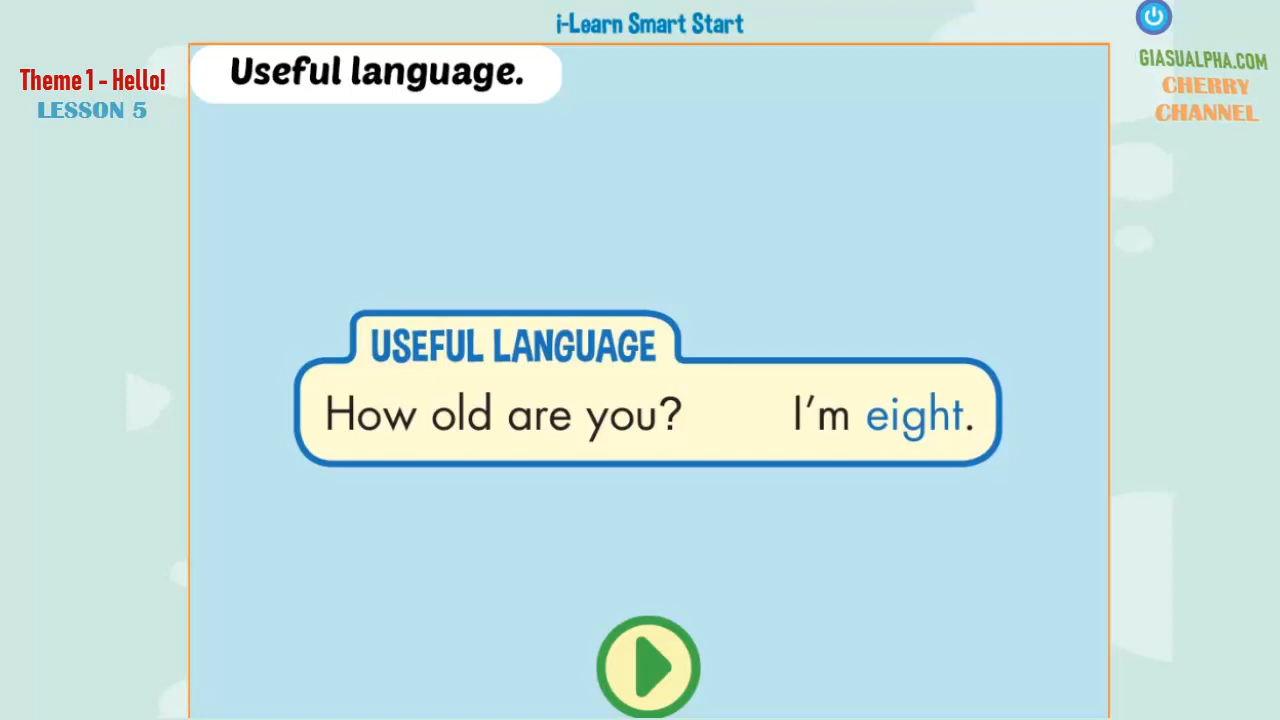 i-Learn Smart Start
Theme 1 - Hello!
LESSON 5
Useful language.
GIASUALPHA.COM
CHERRY
CHANNEL
USEFUL LANGUAGE
How old are you? I'm eight.